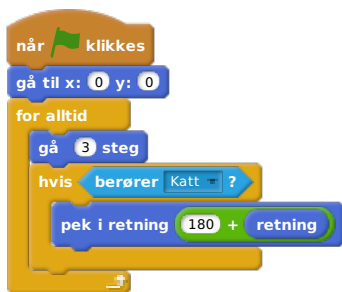 når klikkes
gå til x: 0 y: 0
for alltid
gå 3 steg
hvis berører Katt ?
pek i retning 180 + retning